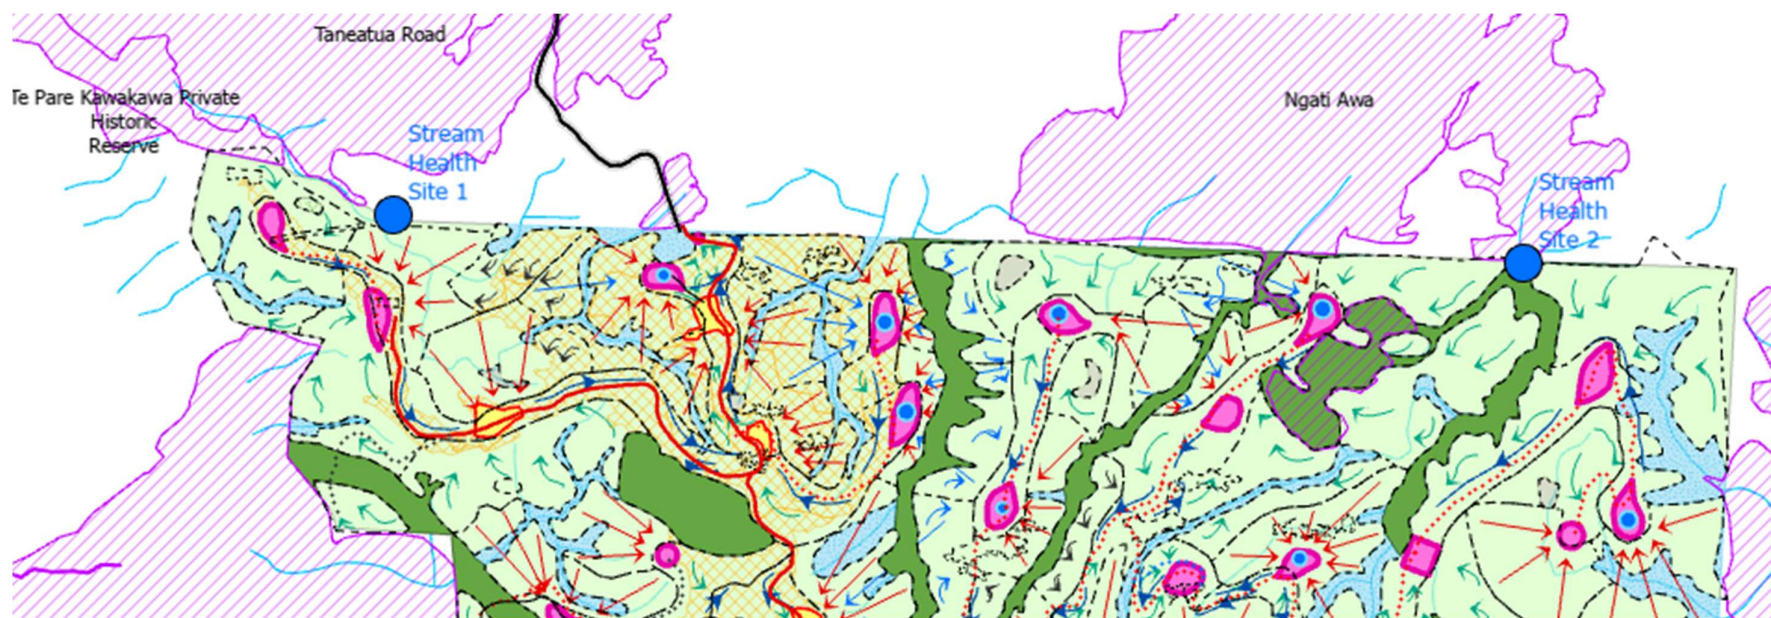 Taneatua Road
Te Pare Kawakawa Private
Historic
Reserve
Stream
Health
Site 1
Ngati Awa
Stream
Health
Site 2